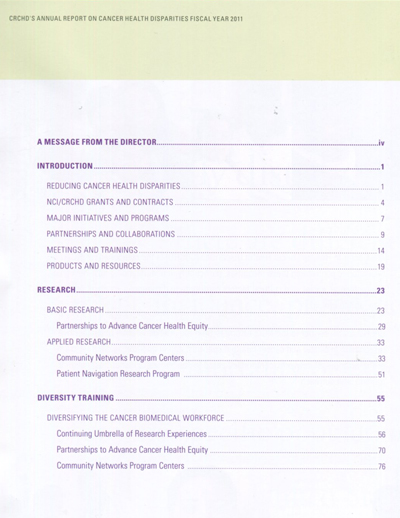 CRCHD'S ANNUAL REPORT ON CANCER HEALTH DISPARITIES FISCAL YEAR 2011
A MESSAGE FROM THE DIRECTOR iv
INTRODUCTION 1
REDUCING CANCER HEALTH DISPARITIES 1
NCI/CRCHD GRANTS AND CONTRACTS 4
MAJOR INITIATIVES AND PROGRAMS 7
PARTNERSHIPS AND COLLABORATIONS 9
MEETINGS AND TRAININGS 14
PRODUCTS AND RESOURCES 19
RESEARCH 23
BASIC RESEARCH 23
Partnerships to Advance Cancer Health Equity 29
APPLIED RESEARCH 33
Community Networks Program Centers 33
Patient Navigation Research Program 51
DIVERSITY TRAINING 55
DIVERSIFYING THE CANCER BIOMEDICAL WORKFORCE 55
Continuing Umbrella of Research Experiences 56
Partnerships to Advance Cancer Health Equity 70
Community Networks Program Centers 76